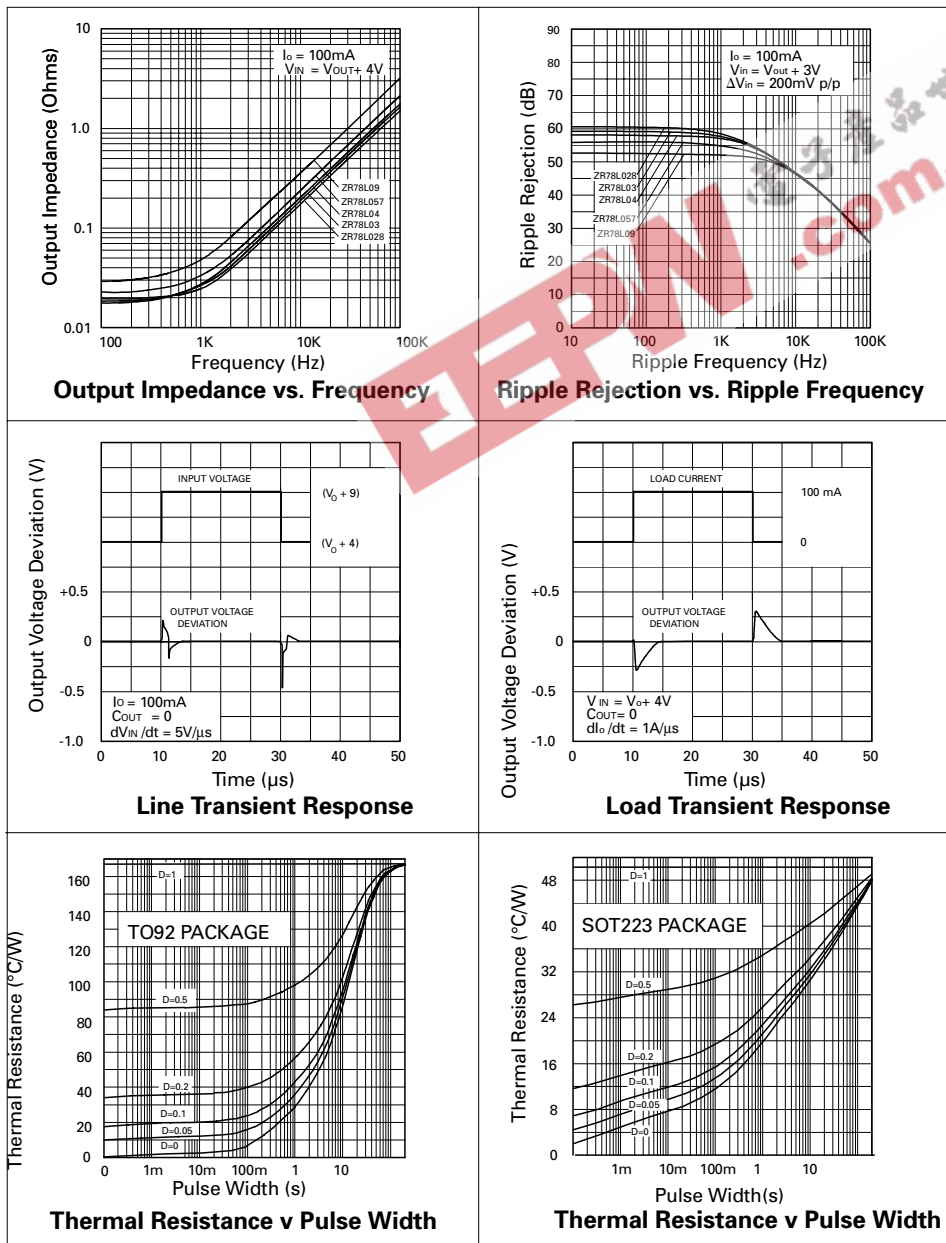 10
1.0
0.1
0.01
Output Impedance (Ohms)
Io = 100mA
VIN = VOUT+ 4V
ZR78L09
ZR78L057
ZR78L04
ZR78L03
ZR78L028
100 1K 10K 100K
Frequency (Hz)
Output Impedance vs. Frequency
90
80
70
60
50
40
30
20
10
0
Ripple Rejection (dB)
Io = 100mA
Vin = Vout + 3V
ΔVin = 200mV p/p
ZR78L028
ZR78L03
ZR78L04
ZR78L057
ZR78L09
10 100 1K 10K 100K
Ripple Frequency (Hz)
Ripple Rejection vs. Ripple Frequency
EEPW.com.
電子產品
Output Voltage Deviation (V)
INPUT VOLTAGE
(VO + 9)
(VO + 4)
+0.5
0
-0.5
-1.0
OUTPUT VOLTAGE
DEVIATION
IO = 100mA
COUT = 0
dVIN /dt = 5V/µs
0 10 20 30 40 50
Time (µs)
Line Transient Response
Output Voltage Deviation (V)
LOAD CURRENT
100 mA
0
+0.5
0
-0.5
-1.0
OUTPUT VOLTAGE
DEVIATION
V IN = Vo+ 4V
COUT= 0
dIo /dt = 1A/µs
0 10 20 30 40 50
Time (µs)
Load Transient Response
Thermal Resistance (°C/W)
160
140
120
100
80
60
40
20
0
D=1
TO92 PACKAGE
D=0.5
D=0.2
D=0.1
D=0.05
D=0
0 1m 10m 100m 1 10
Pulse Width (s)
Thermal Resistance v Pulse Width
Thermal Resistance (°C/W)
48
40
32
24
16
8
0
D=1
SOT223 PACKAGE
D=0.5
D=0.2
D=0.1
D=0.05
D=0
1m 10m 100m 1 10
Pulse Width(s)
Thermal Resistance v Pulse Width